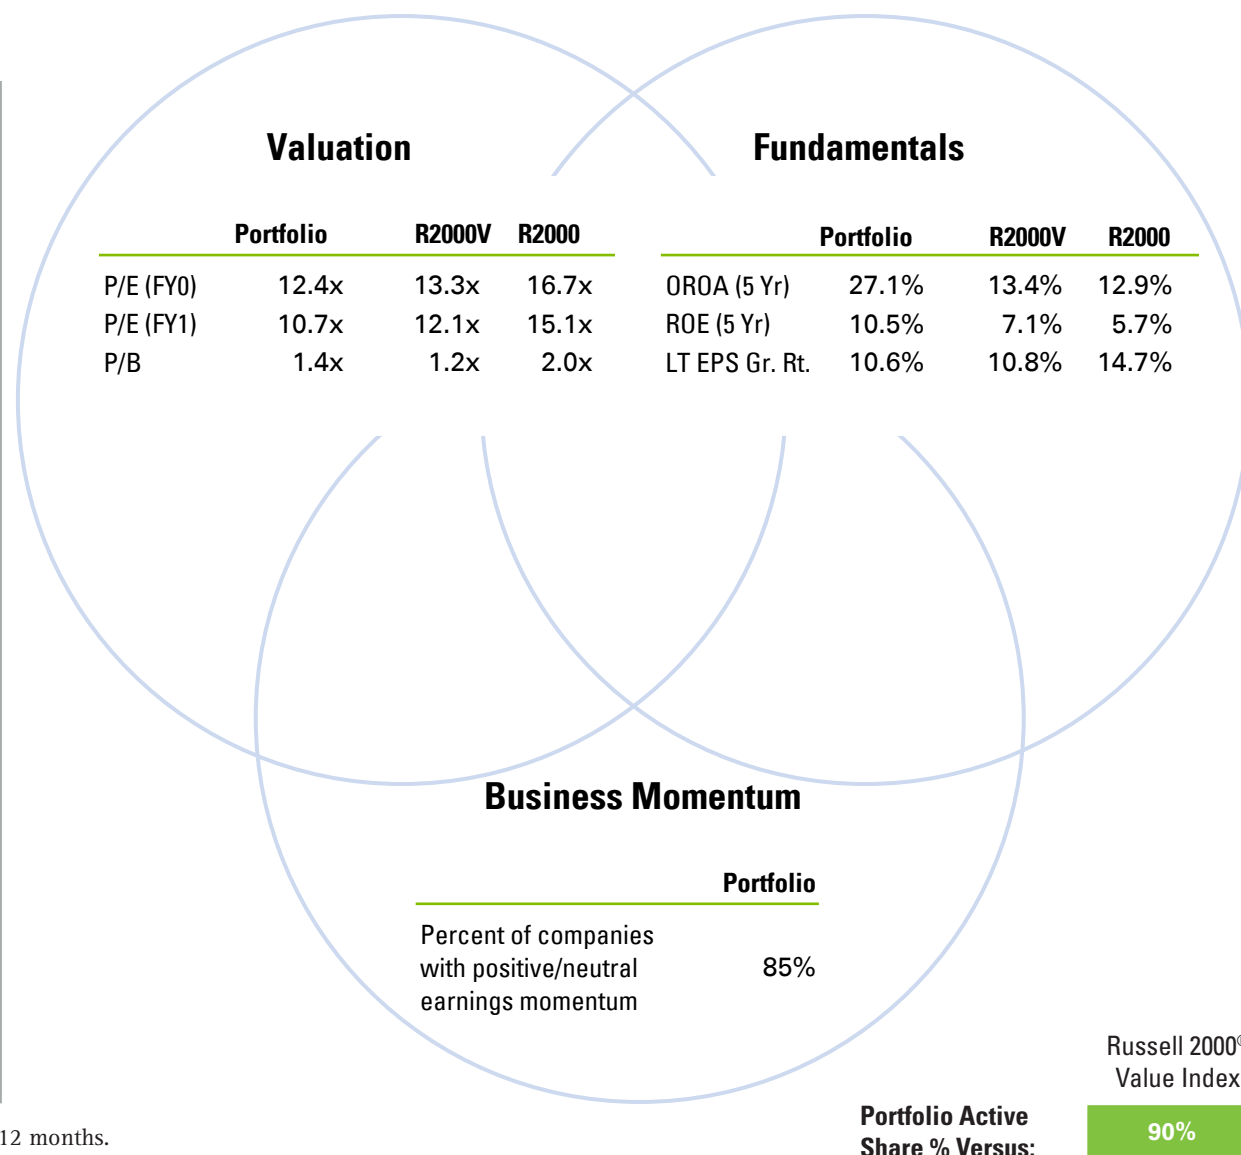 Valuation
Portfolio R2000V R2000
P/E (FY0) 12.4x 13.3x 16.7x
P/E (FY1) 10.7x 12.1x 15.1x
P/B 1.4x 1.2x 2.0x
Fundamentals
Portfolio R2000V R2000
OROA (5 Yr) 27.1% 13.4% 12.9%
ROE (5 Yr) 10.5% 7.1% 5.7%
LT EPS Gr. Rt. 10.6% 10.8% 14.7%
Business Momentum
Portfolio
Percent of companies
with positive/neutral 85%
earnings momentum
Russell 2000®
Value Index
Portfolio Active
Share % Versus:
90%
12 months.